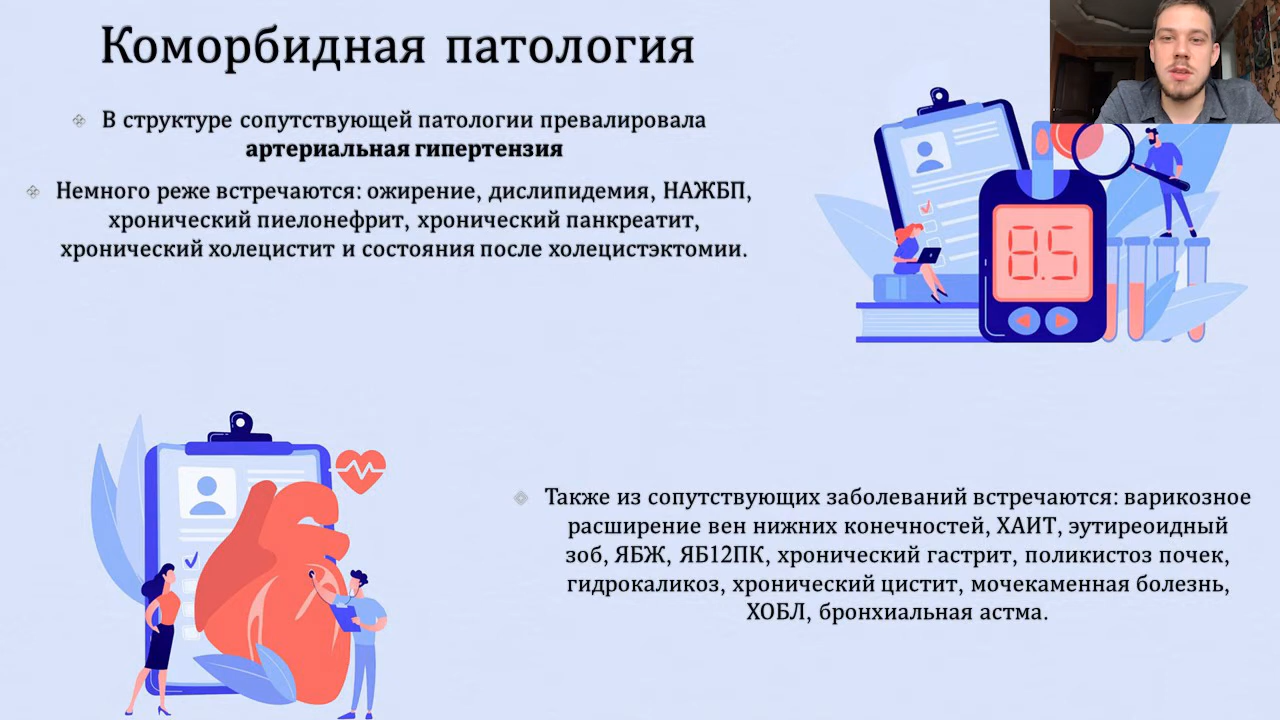 Коморбидная патология
В структуре сопутствующей патологии превалировала
артериальная гипертензия
Немного реже встречаются: ожирение, дислипидемия, НАЖБП,
хронический пиелонефрит, хронический панкреатит,
хронический холецистит и состояния после холецистэктомии.
8.5
Также из сопутствующих заболеваний встречаются: варикозное
расширение вен нижних конечностей, ХАИТ, эутиреоидный
зоб, ЯБЖ, ЯБ12ПК, хронический гастрит, поликистоз почек,
гидрокаликоз, хронический цистит, мочекаменная болезнь,
ХОБЛ, бронхиальная астма.